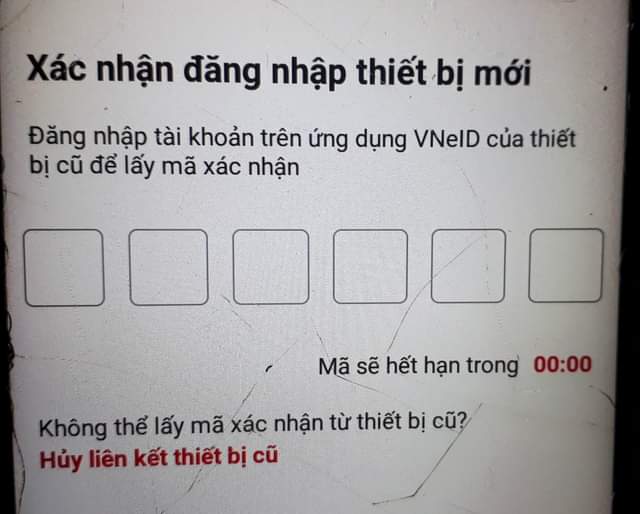 Xác nhận đăng nhập thiết bị mới
Đăng nhập tài khoản trên ứng dụng VNeID của thiết
bị cũ để lấy mã xác nhận
Mã sẽ hết hạn trong 00:00
Không thể lấy mã xác nhận từ thiết bị cũ?
Hủy liên kết thiết bị cũ